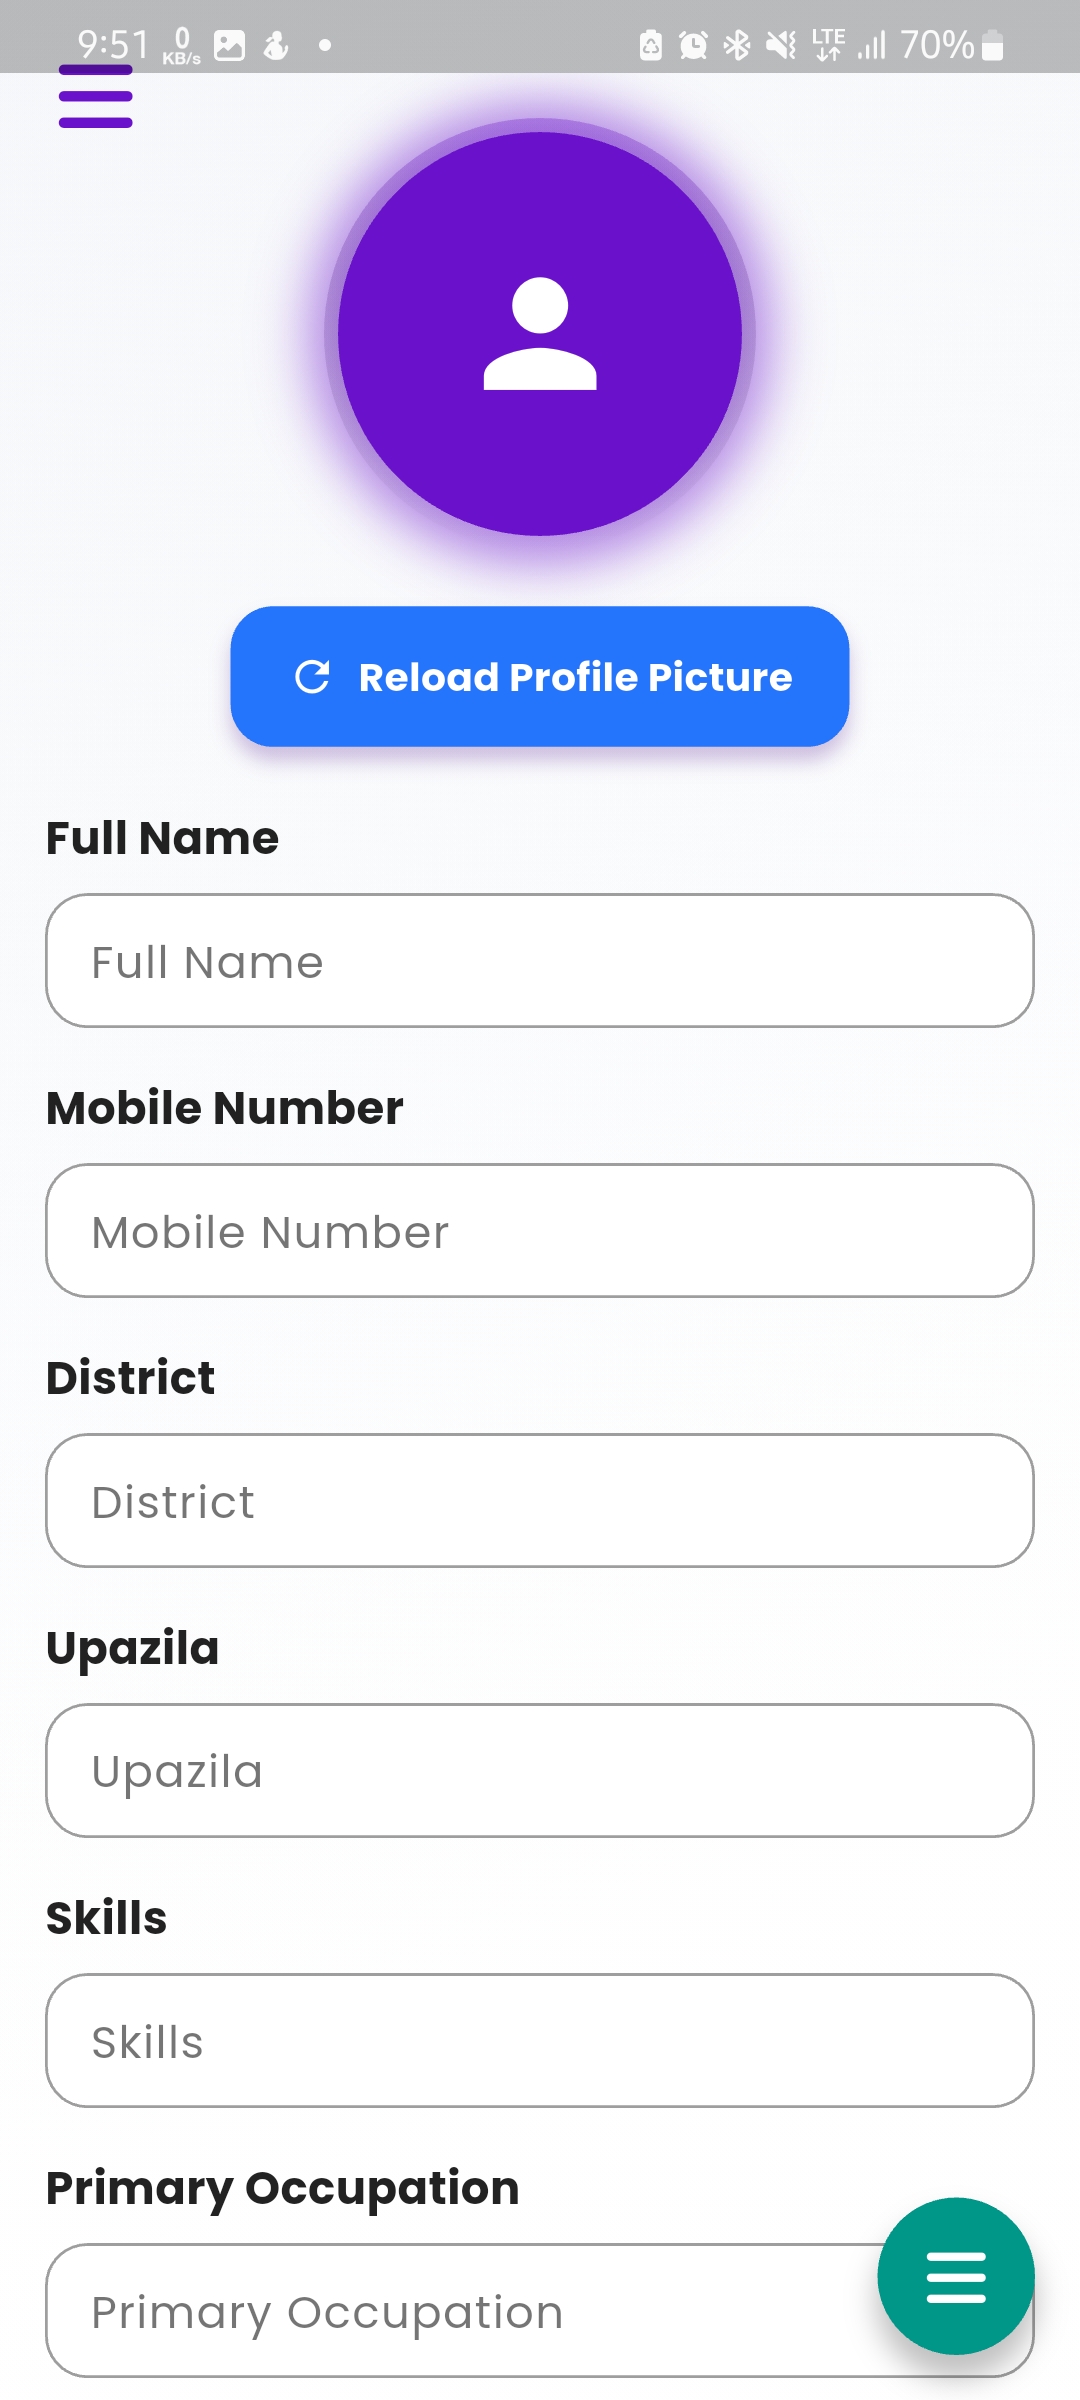 9:51 0 KB/s LTE 70%
Reload Profile Picture
Full Name
Full Name
Mobile Number
Mobile Number
District
District
Upazila
Upazila
Skills
Skills
Primary Occupation
Primary Occupation